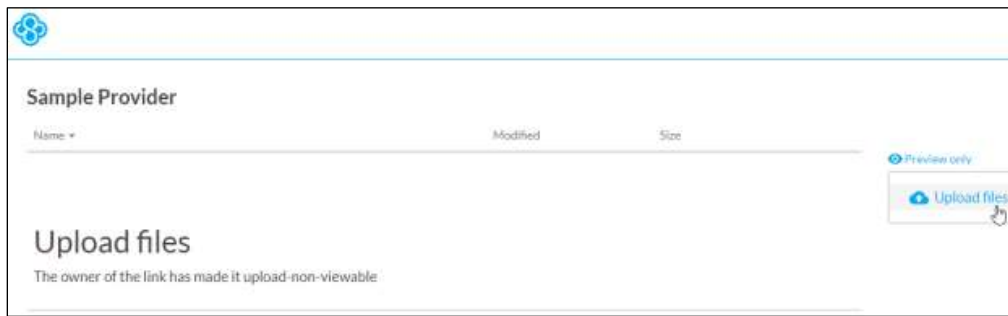 Sample Provider
Name Modified Size
Preview only
Upload files
Upload files
The owner of the link has made it upload-non-viewable